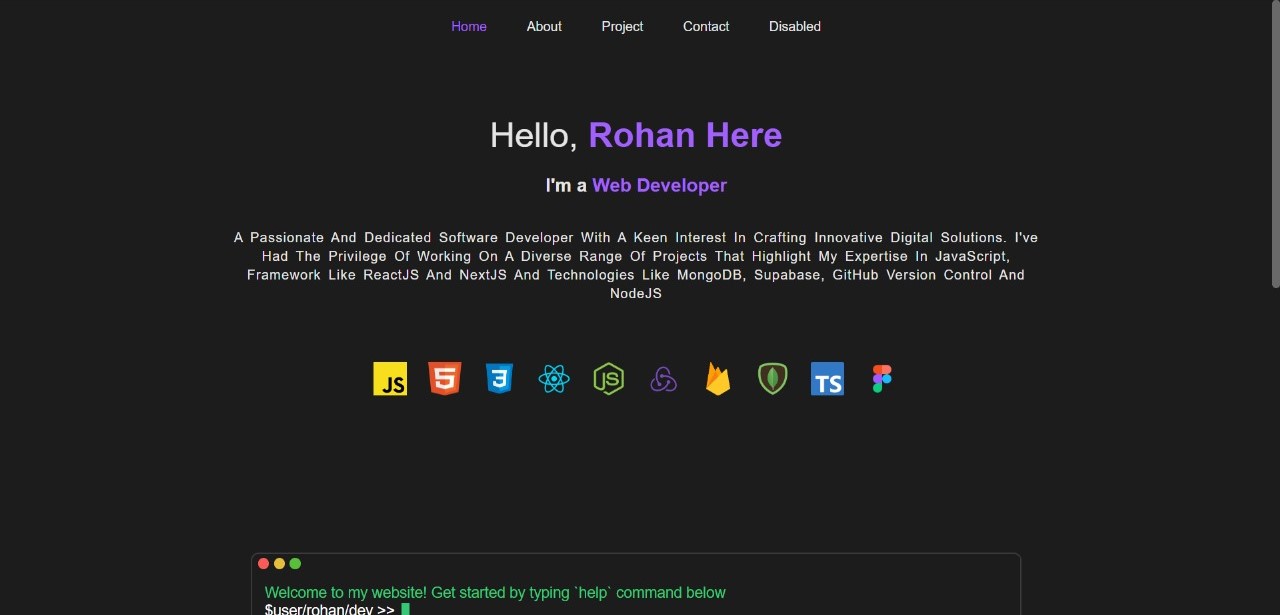 Home About Project Contact Disabled
Hello, Rohan Here
I'm a Web Developer
A Passionate And Dedicated Software Developer With A Keen Interest In Crafting Innovative Digital Solutions. I've
Had The Privilege Of Working On A Diverse Range Of Projects That Highlight My Expertise In JavaScript,
Framework Like ReactJS And NextJS And Technologies Like MongoDB, Supabase, GitHub Version Control And
NodeJS
JS 5 3 JS TS
Welcome to my website! Get started by typing `help` command below
$user/rohan/dev >>